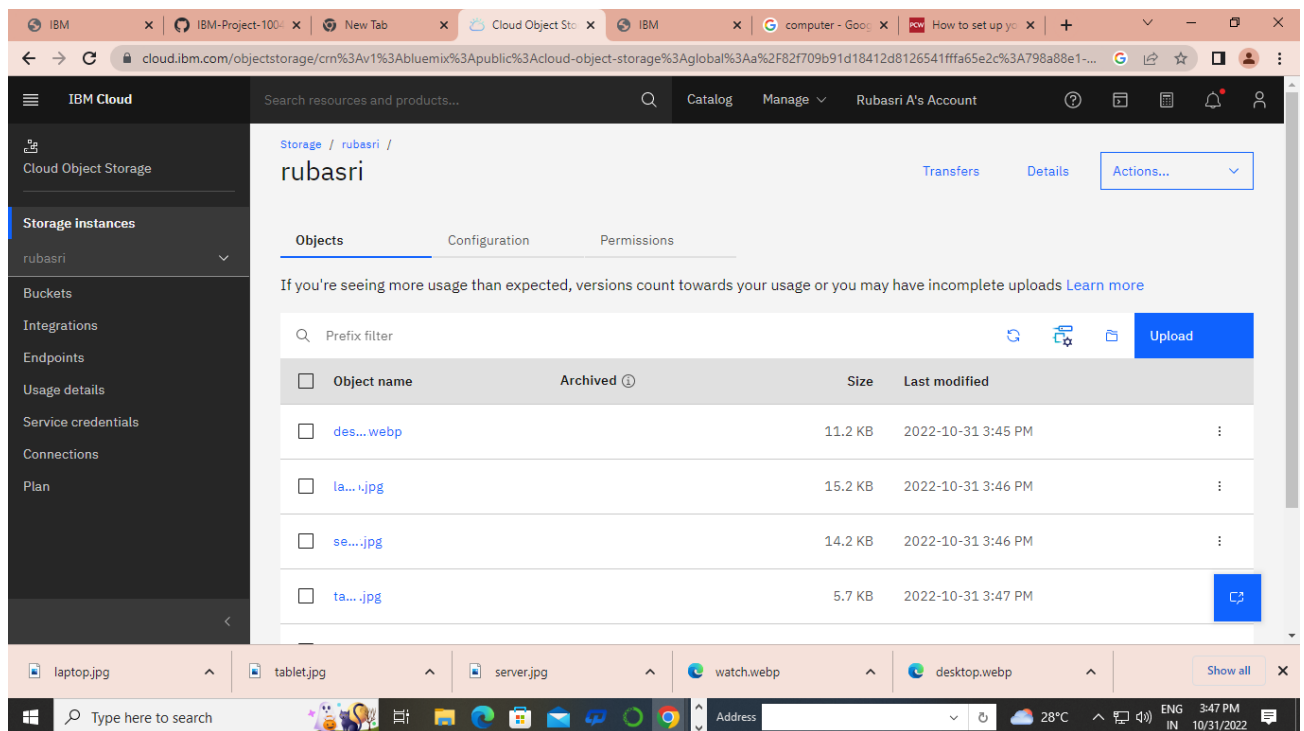 IBM
IBM-Project-1004
New Tab
Cloud Object Sto
IBM
computer - Goog
PCW How to set up yo
cloud.ibm.com/objectstorage/crn%3Av1%3Abluemix%3Apublic%3Acloud-object-storage%3Aglobal%3Aa%2F82f709b91d18412d8126541fffa65e2c%3A798a88e1-...
IBM Cloud
Search resources and products...
Catalog
Manage
Rubasri A's Account
Cloud Object Storage
Storage instances
rubasri
Buckets
Integrations
Endpoints
Usage details
Service credentials
Connections
Plan
Storage / rubasri /
rubasri
Transfers
Details
Actions...
Objects
Configuration
Permissions
If you're seeing more usage than expected, versions count towards your usage or you may have incomplete uploads Learn more
Prefix filter
Upload
Object name Archived Size Last modified
des... webp 11.2 KB 2022-10-31 3:45 PM
la... .jpg 15.2 KB 2022-10-31 3:46 PM
se....jpg 14.2 KB 2022-10-31 3:46 PM
ta... .jpg 5.7 KB 2022-10-31 3:47 PM
laptop.jpg
tablet.jpg
server.jpg
watch.webp
desktop.webp
Show all
Type here to search
Address
28°C
ENG
IN
3:47 PM
10/31/2022